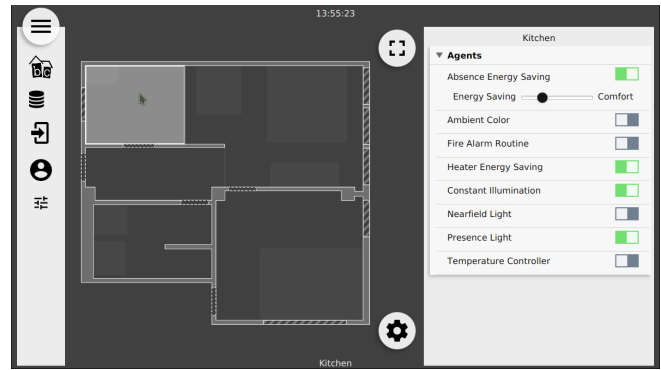 13:55:23
bc
Kitchen
Agents
Absence Energy Saving
Energy Saving Comfort
Ambient Color
Fire Alarm Routine
Heater Energy Saving
Constant Illumination
Nearfield Light
Presence Light
Temperature Controller
Kitchen